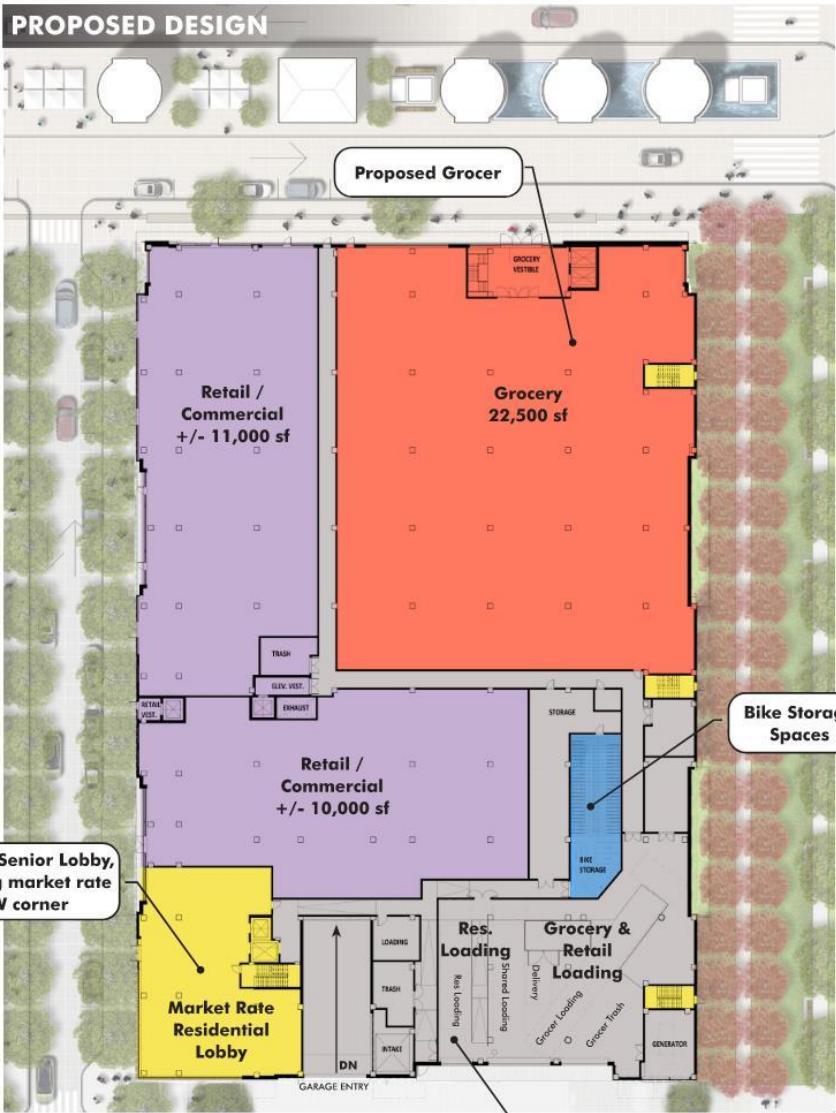 PROPOSED DESIGN
Proposed Grocer
GROCERY
VESTIBLE
Retail /
Commercial
+/- 11,000 sf
Grocery
22,500 sf
TRASH
ELEV. VEST.
RETAIL
VEST.
EXHAUST
STORAGE
Bike Storag
Spaces
Retail /
Commercial
+/- 10,000 sf
Senior Lobby,
g market rate
W corner
BIKE
STORAGE
LOADING
Res.
Loading
Grocery &
Retail
Loading
Res Loading
Shared Loading
Delivery
Grocer Loading
Grocer Trash
TRASH
Market Rate
Residential
Lobby
INTAKE
GENERATOR
DN
GARAGE ENTRY